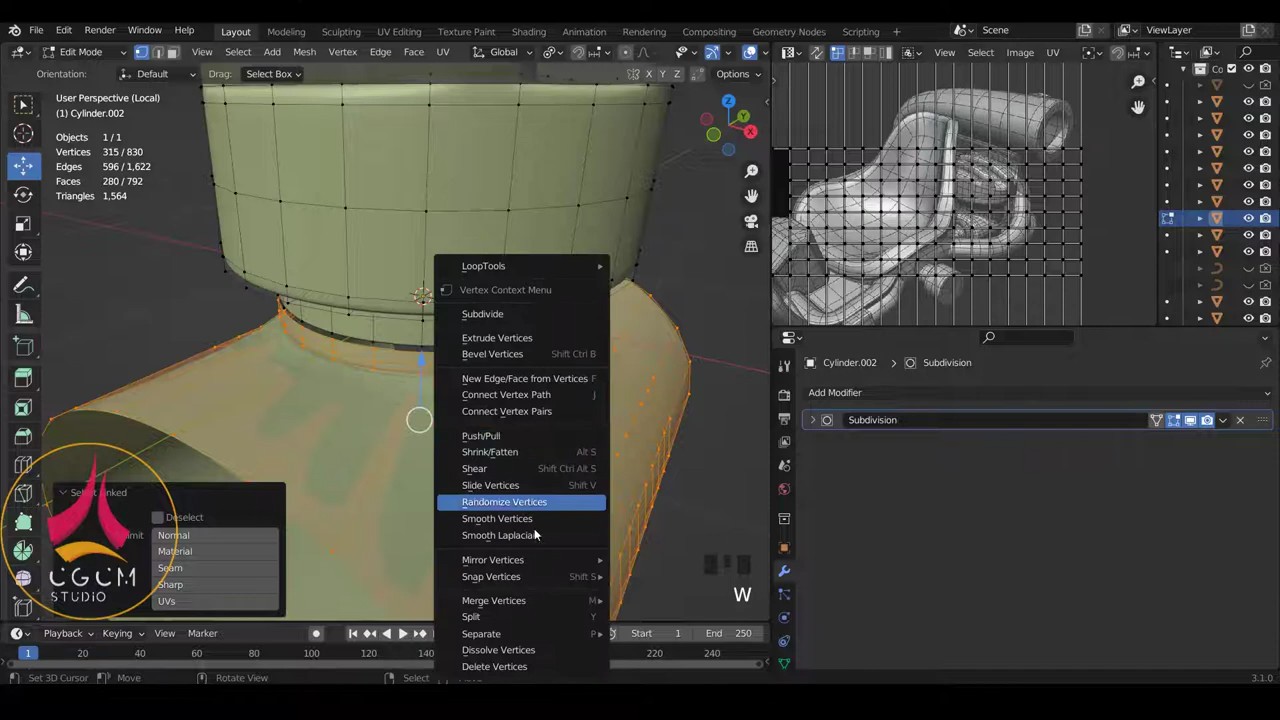 File Edit Render Window Help
Layout Modeling Sculpting UV Editing Texture Paint Shading Animation Rendering Compositing Geometry Nodes Scripting
Scene
ViewLayer
Edit Mode View Select Add Mesh Vertex Edge Face UV
Global
View Select Image UV
Orientation: Default Drag: Select Box
X Y Z Options
User Perspective (Local)
(1) Cylinder.002
Objects 1 / 1
Vertices 315 / 830
Edges 596 / 1,622
Faces 280 / 792
Triangles 1,564
Z
Y
X
Co
LoopTools
Vertex Context Menu
Subdivide
Extrude Vertices
Bevel Vertices Shift Ctrl B
New Edge/Face from Vertices F
Connect Vertex Path J
Connect Vertex Pairs
Push/Pull
Shrink/Fatten Alt S
Shear Shift Ctrl Alt S
Slide Vertices Shift V
Randomize Vertices
Smooth Vertices
Smooth Laplacian
Mirror Vertices
Snap Vertices Shift S
Merge Vertices M
Split Y
Separate P
Dissolve Vertices
Delete Vertices
Cylinder.002 Subdivision
Add Modifier
Subdivision
Select Linked
Deselect
Normal
Material
Seam
Sharp
UVs
CGCM
STUDIO
W
Playback Keying View Marker
Start 1 End 250
1 20 40 60 80 100 120 140 220 240
Set 3D Cursor Move Rotate View Select Move
3.1.0